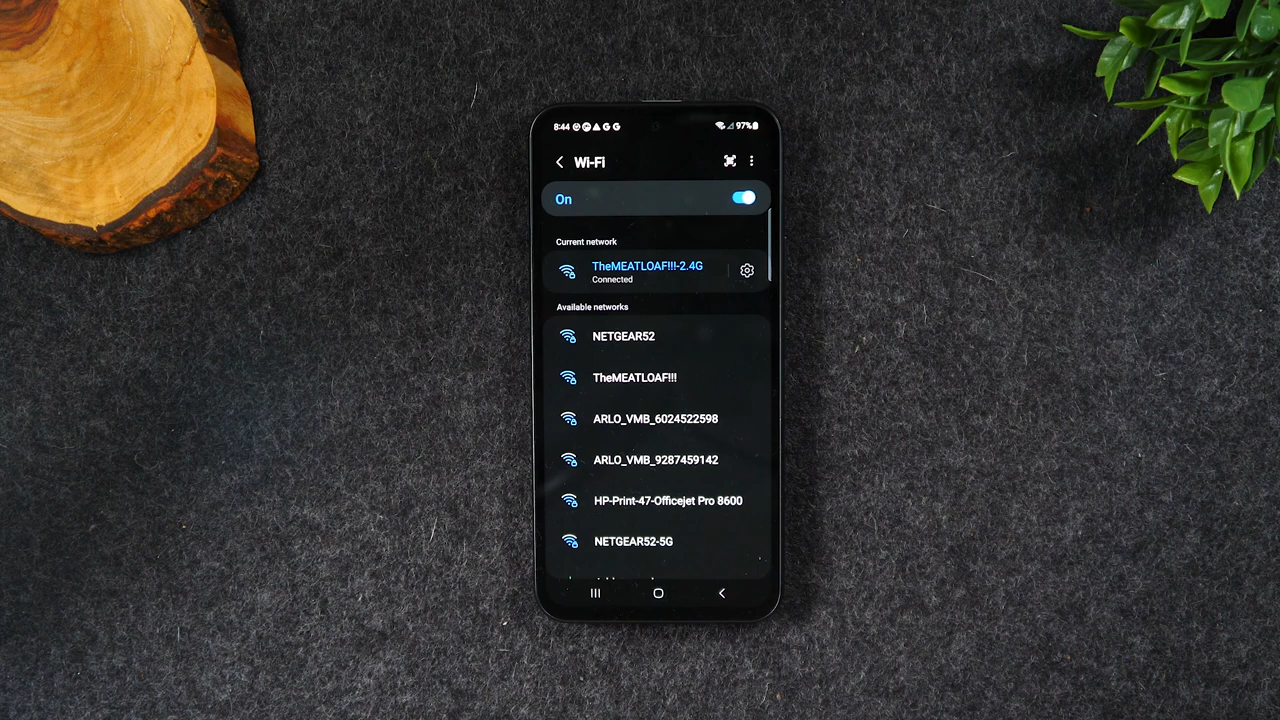 8:44 G G 97%
Wi-Fi
On
Current network
TheMEATLOAF!!!-2.4G
Connected
Available networks
NETGEAR52
TheMEATLOAF!!!
ARLO_VMB_6024522598
ARLO_VMB_9287459142
HP-Print-47-Officejet Pro 8600
NETGEAR52-5G